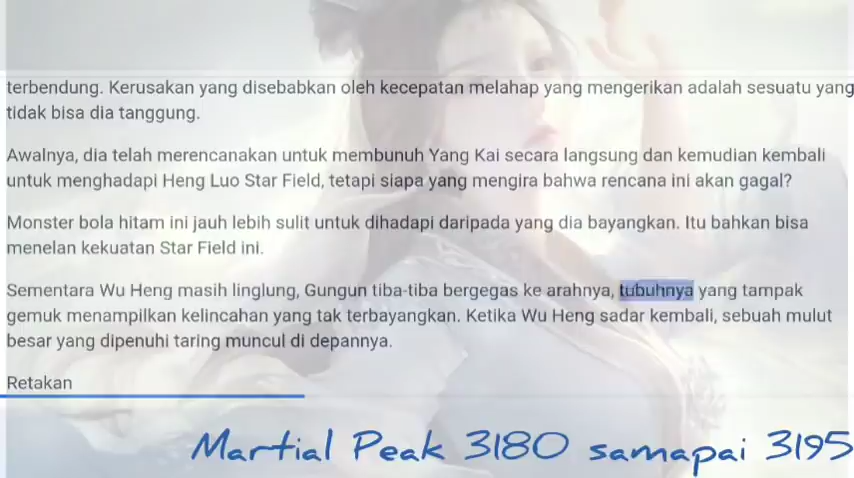 terbendung. Kerusakan yang disebabkan oleh kecepatan melahap yang mengerikan adalah sesuatu yang
tidak bisa dia tanggung.
Awalnya, dia telah merencanakan untuk membunuh Yang Kai secara langsung dan kemudian kembali
untuk menghadapi Heng Luo Star Field, tetapi siapa yang mengira bahwa rencana ini akan gagal?
Monster bola hitam ini jauh lebih sulit untuk dihadapi daripada yang dia bayangkan. Itu bahkan bisa
menelan kekuatan Star Field ini.
Sementara Wu Heng masih linglung, Gungun tiba-tiba bergegas ke arahnya, tubuhnya yang tampak
gemuk menampilkan kelincahan yang tak terbayangkan. Ketika Wu Heng sadar kembali, sebuah mulut
besar yang dipenuhi taring muncul di depannya.
Retakan
Martial Peak 3180 samapai 3195